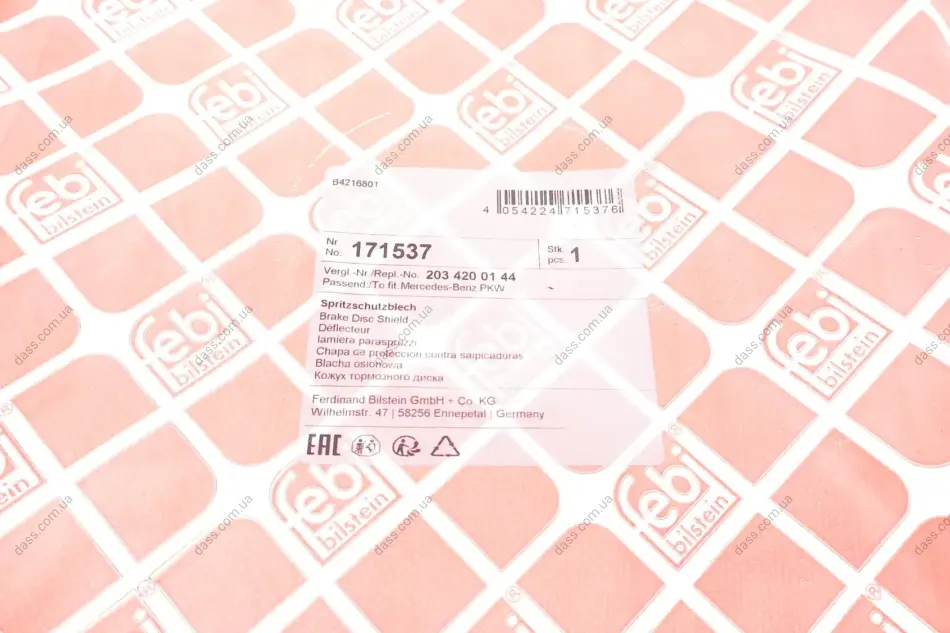 B4216801
4 054224 715376
Nr
No. 171537
Stk.
pcs. 1
Vergl.-Nr./Repl.-No. 203 420 01 44
Passend./To fit.Mercedes-Benz PKW
Spritzschutzblech
Brake Disc Shield
Déflecteur
lamiera paraspruzzi
Chapa de protección contra salpicaduras
Blacha osłonowa
Кожух тормозного диска
Ferdinand Bilstein GmbH + Co. KG
Wilhelmstr. 47 | 58256 Ennepetal | Germany
EAC
febi
bilstein
dass.com.ua